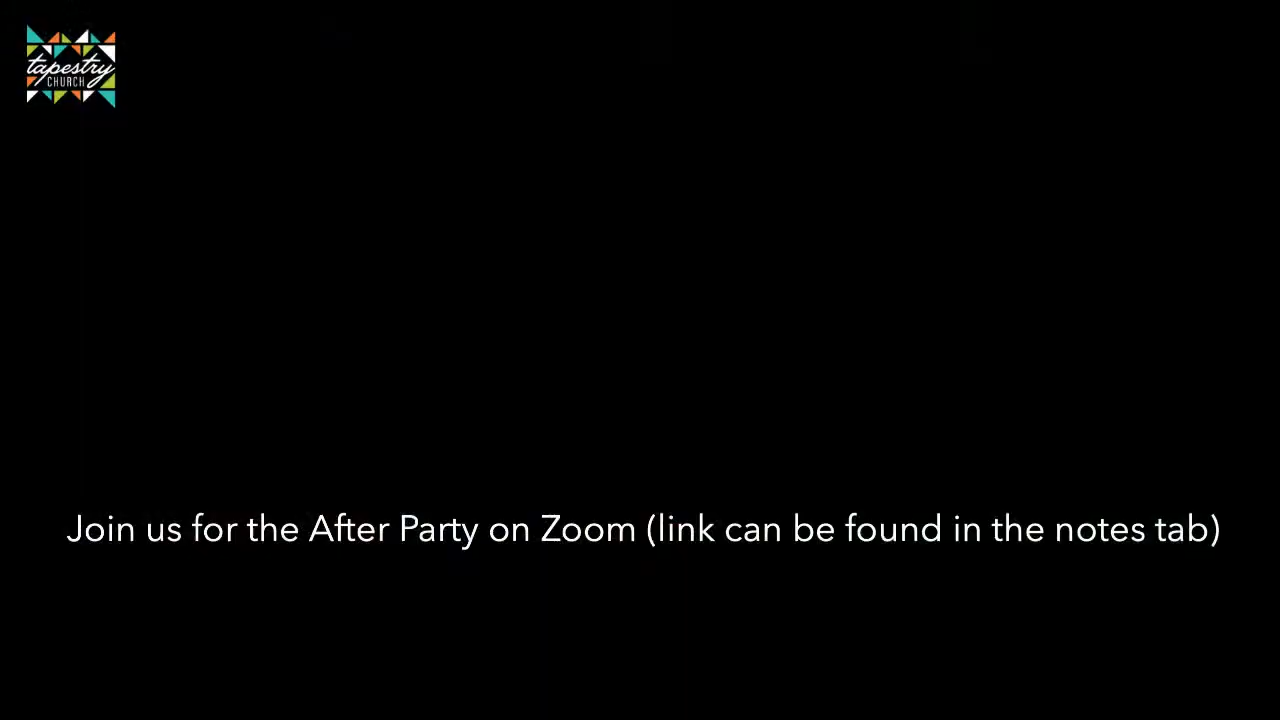 tapestry
CHURCH
Join us for the After Party on Zoom (link can be found in the notes tab)